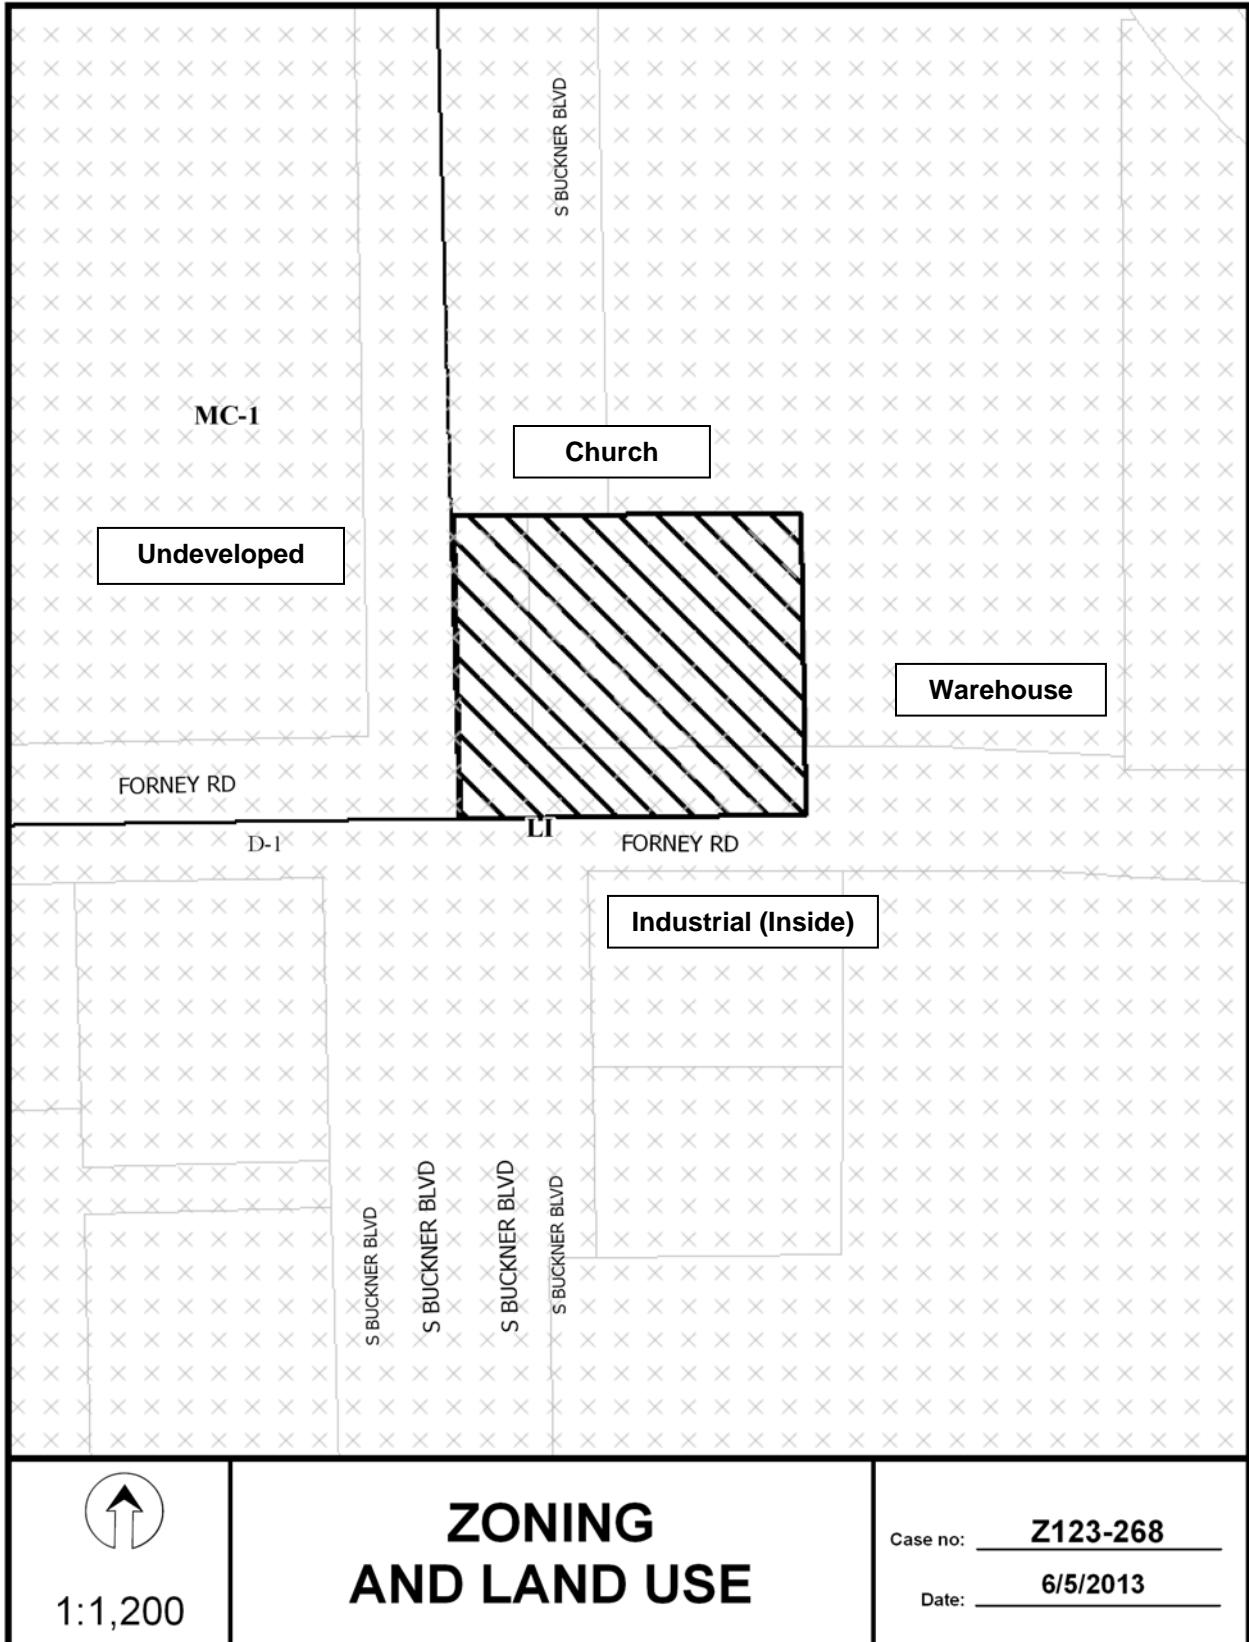 S BUCKNER BLVD
MC-1
Church
Undeveloped
Warehouse
FORNEY RD
LI
D-1
FORNEY RD
Industrial (Inside)
S BUCKNER BLVD
S BUCKNER BLVD
S BUCKNER BLVD
S BUCKNER BLVD
1:1,200
ZONING
AND LAND USE
Case no: Z123-268
Date: 6/5/2013